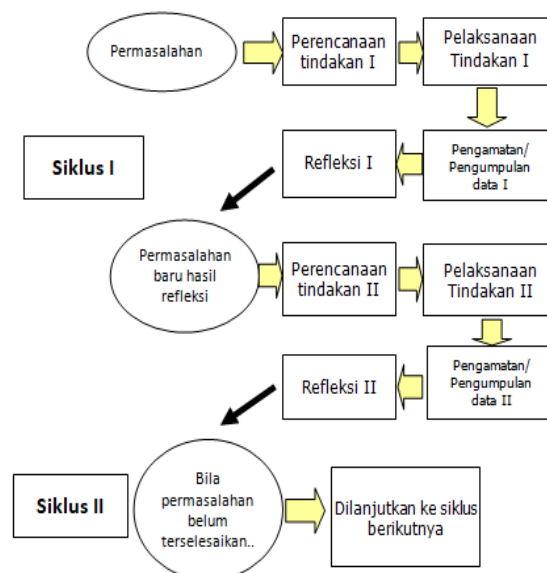 Permasalahan
Perencanaan
tindakan I
Pelaksanaan
Tindakan I
Siklus I
Refleksi I
Pengamatan/
Pengumpulan
data I
Permasalahan
baru hasil
refleksi
Perencanaan
tindakan II
Pelaksanaan
Tindakan II
Refleksi II
Pengamatan/
Pengumpulan
data II
Siklus II
Bila
permasalahan
belum
terselesaikan..
Dilanjutkan ke siklus
berikutnya